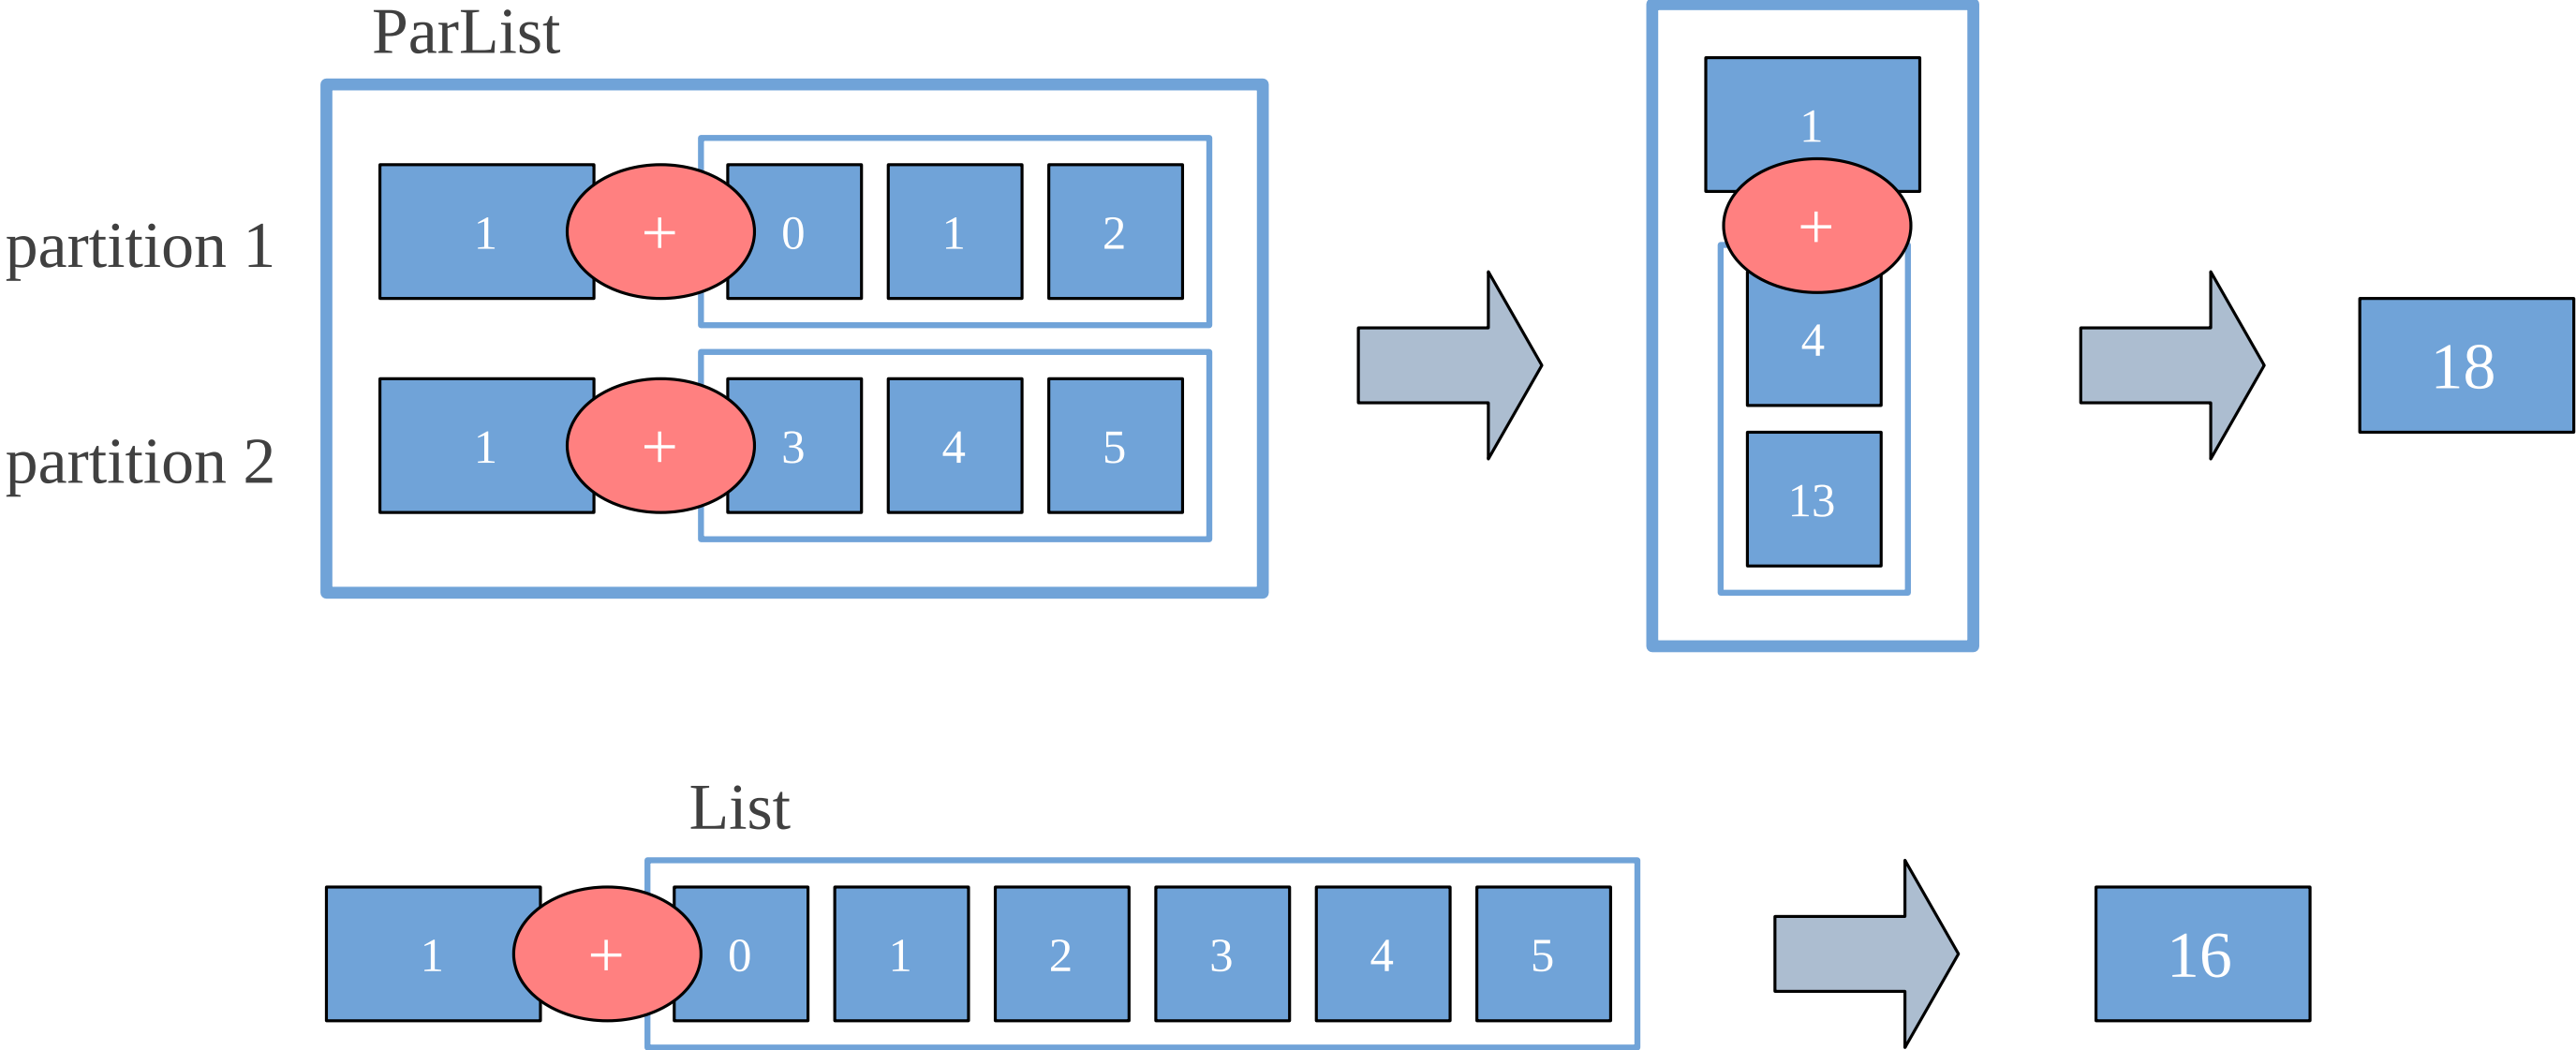 ParList
partition 1
1 + 0 1 2
partition 2
1 + 3 4 5
1
+
4
13
18
List
1 + 0 1 2 3 4 5
16